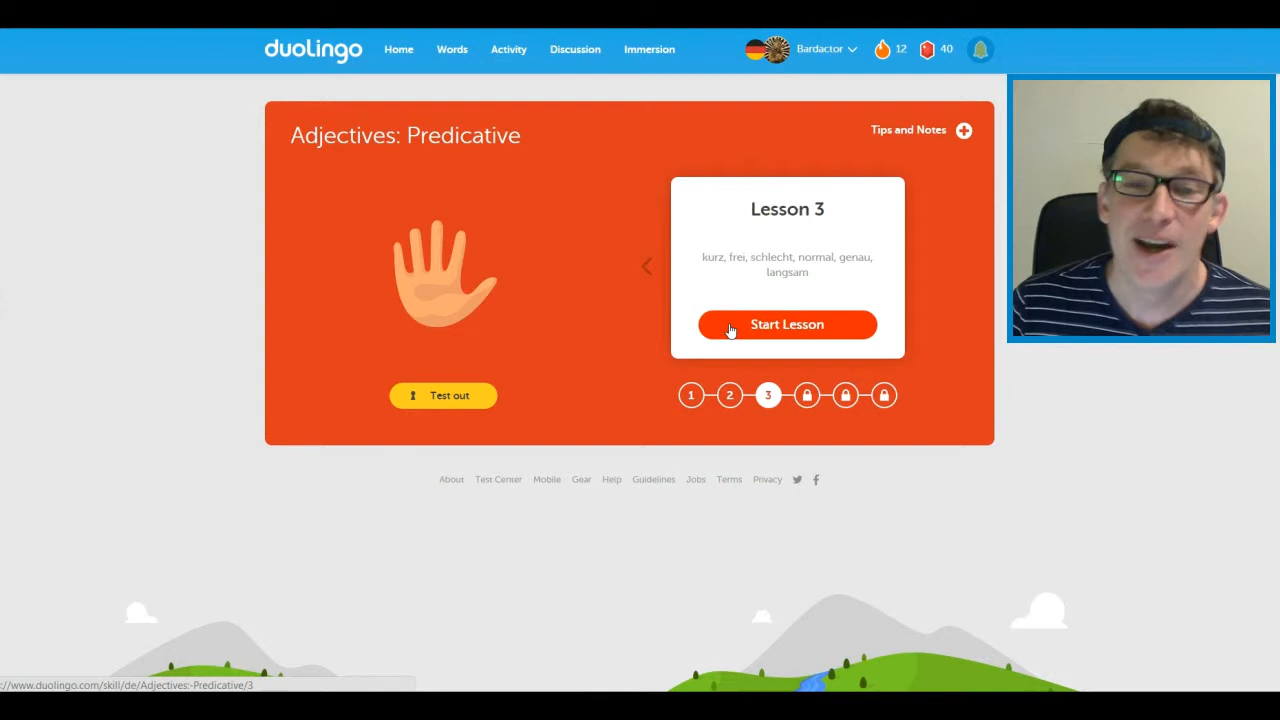 duolingo Home Words Activity Discussion Immersion Bardactor 12 40
Adjectives: Predicative
Tips and Notes
Lesson 3
kurz, frei, schlecht, normal, genau,
langsam
Start Lesson
Test out
1 2 3
About Test Center Mobile Gear Help Guidelines Jobs Terms Privacy
://www.duolingo.com/skill/de/Adjectives:-Predicative/3